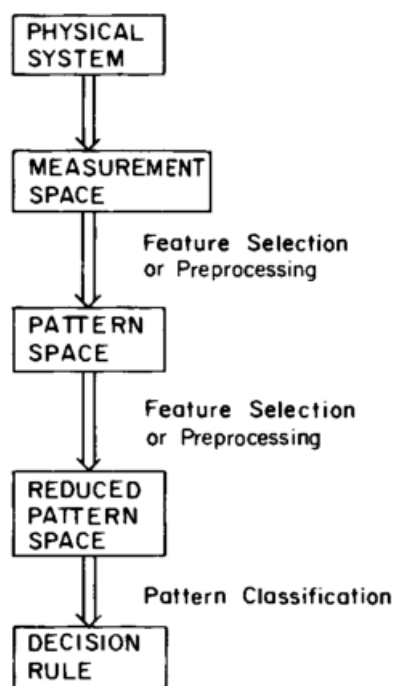 PHYSICAL
SYSTEM
MEASUREMENT
SPACE
Feature Selection
or Preprocessing
PATTERN
SPACE
Feature Selection
or Preprocessing
REDUCED
PATTERN
SPACE
Pattern Classification
DECISION
RULE